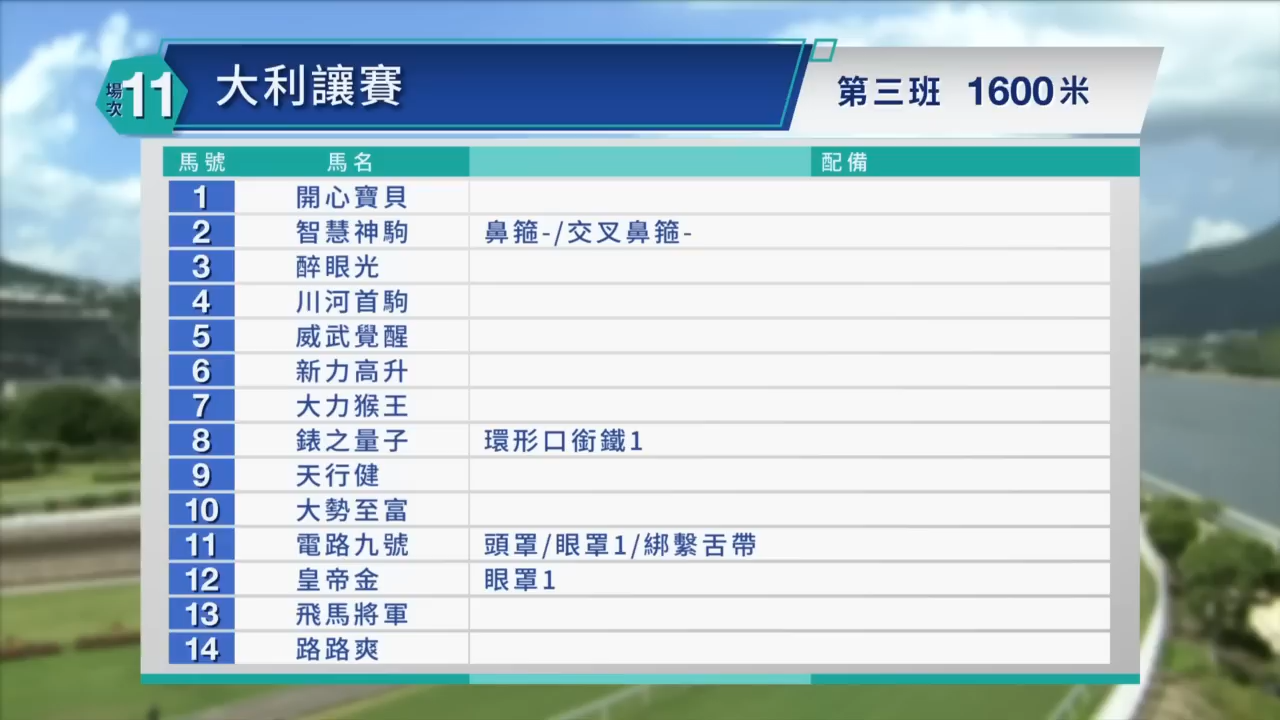 場次 11 大利讓賽 第三班 1600米
馬號 馬名 配備
1 開心寶貝
2 智慧神駒 鼻箍-/交叉鼻箍-
3 醉眼光
4 川河首駒
5 威武覺醒
6 新力高升
7 大力猴王
8 錶之量子 環形口銜鐵1
9 天行健
10 大勢至富
11 電路九號 頭罩/眼罩1/綁繫舌帶
12 皇帝金 眼罩1
13 飛馬將軍
14 路路爽